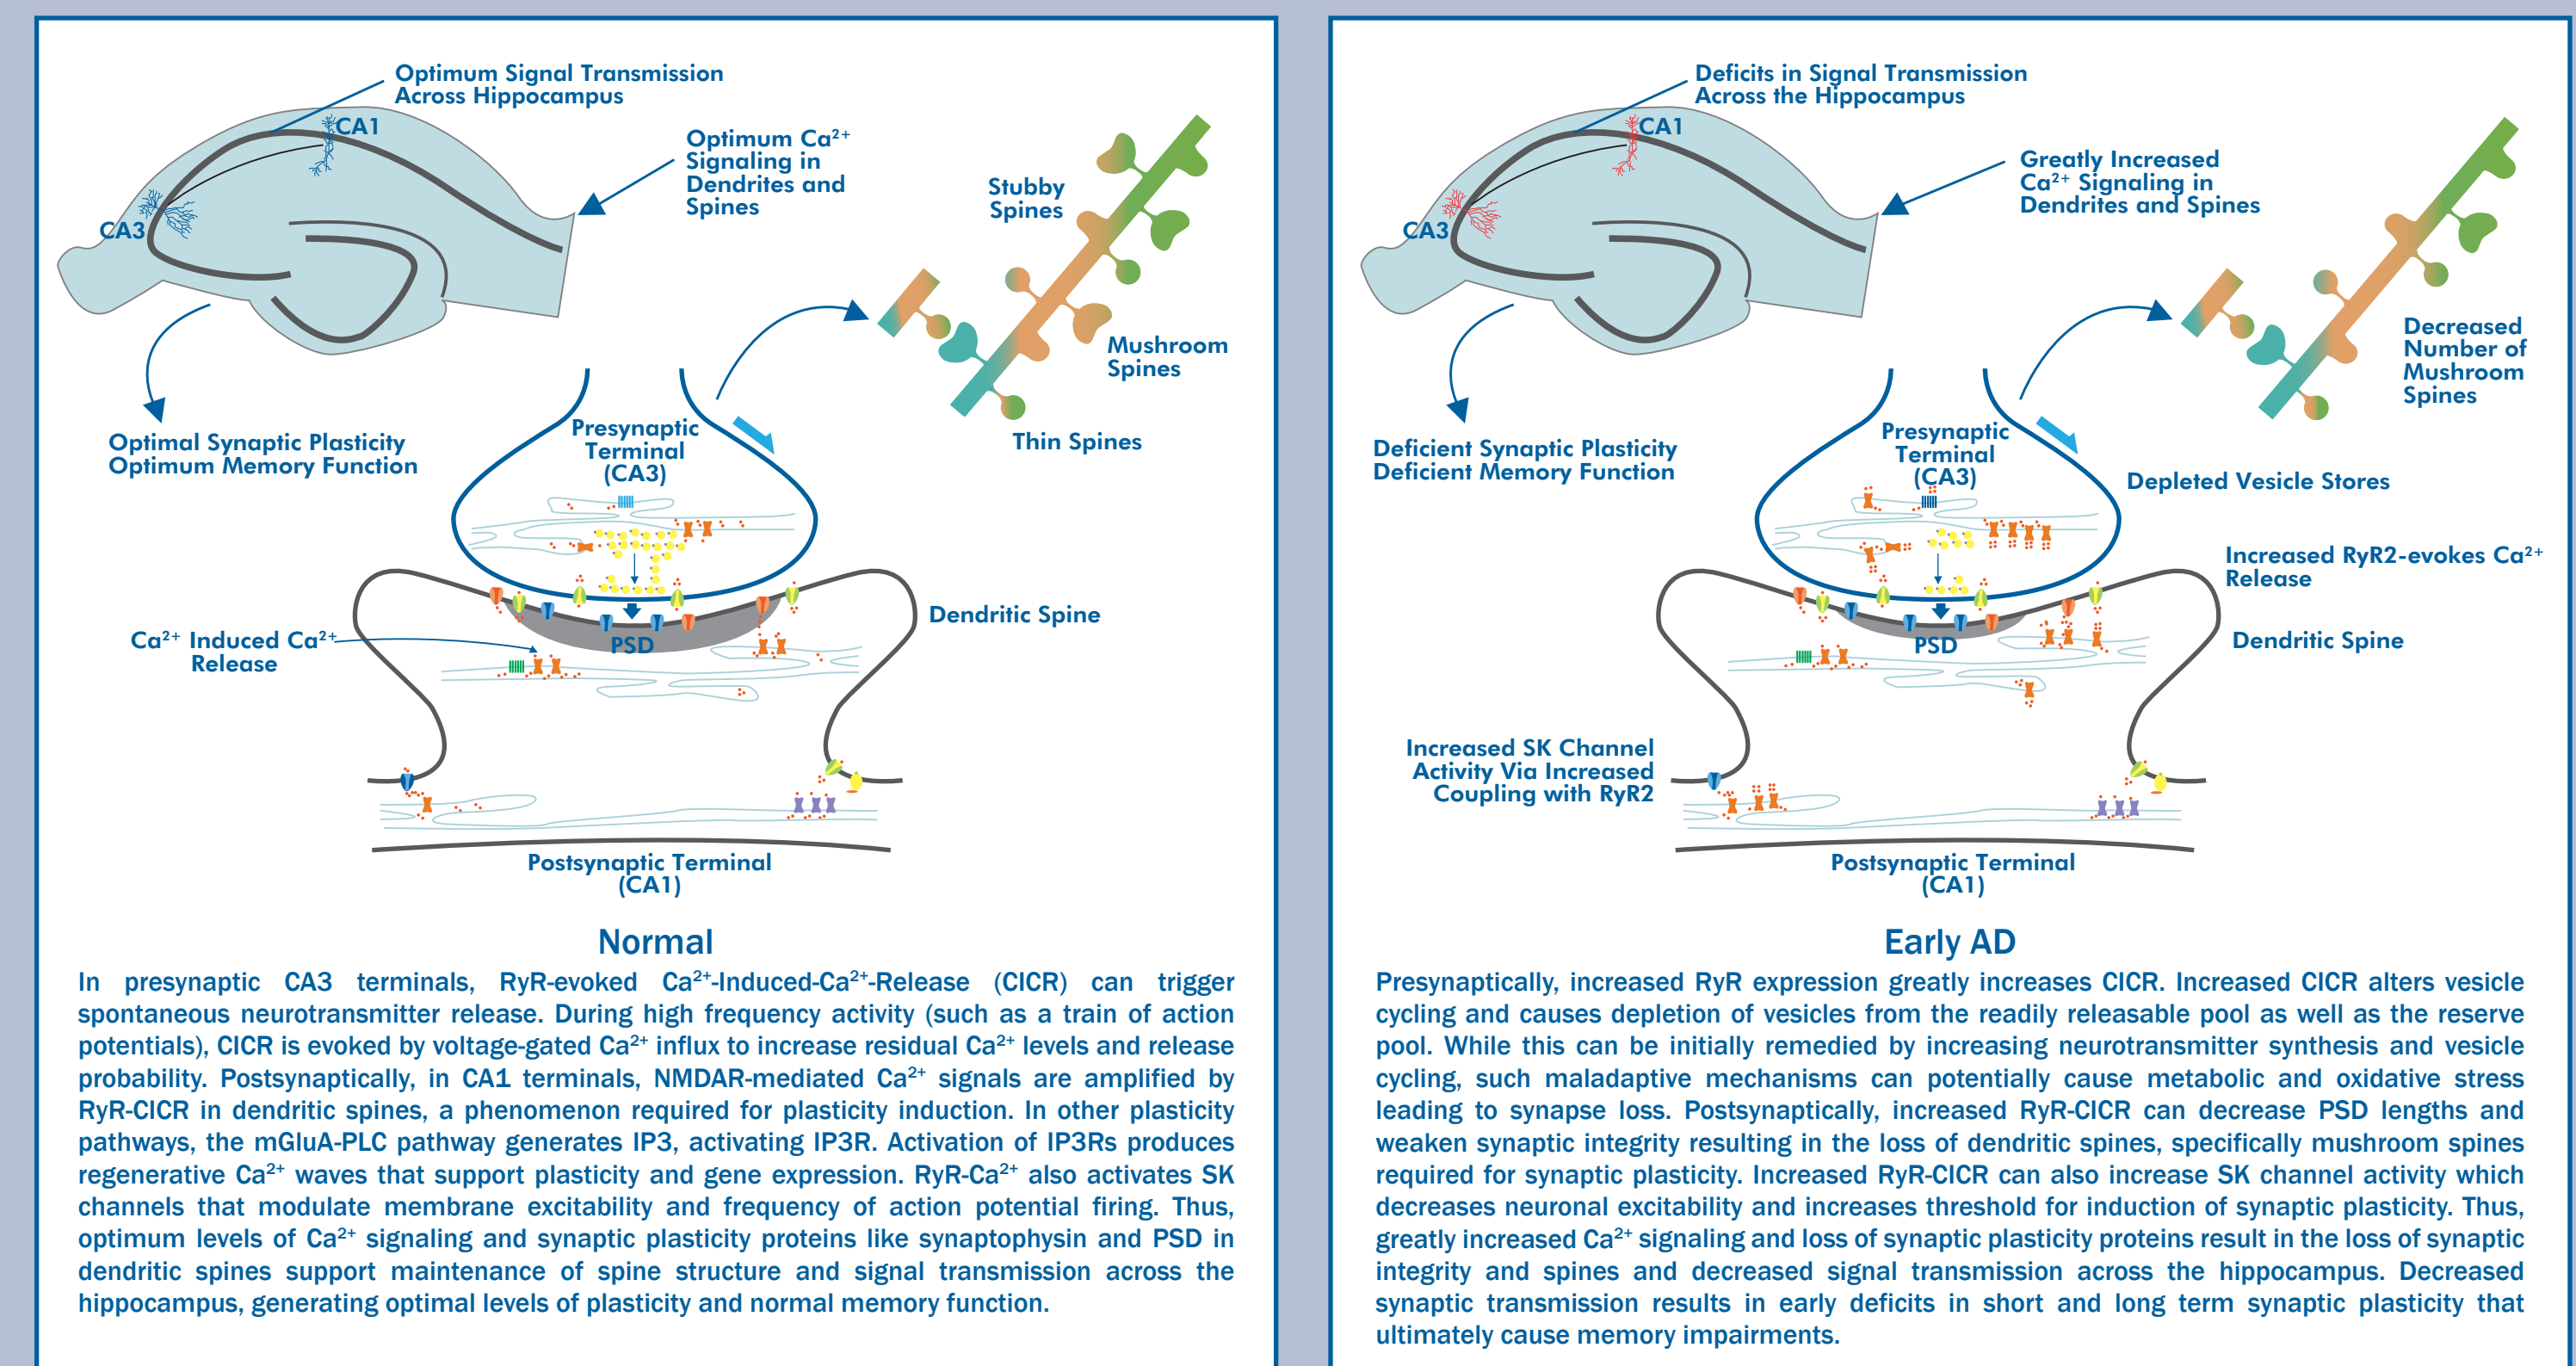 Optimum Signal Transmission
Across Hippocampus
CA1
CA3
Optimum Ca²⁺
Signaling in
Dendrites and
Spines
Stubby
Spines
Mushroom
Spines
Thin Spines
Optimal Synaptic Plasticity
Optimum Memory Function
Presynaptic
Terminal
(CA3)
Dendritic Spine
Ca²⁺ Induced Ca²⁺
Release
PSD
Postsynaptic Terminal
(CA1)
Normal
In presynaptic CA3 terminals, RyR-evoked Ca²⁺-Induced-Ca²⁺-Release (CICR) can trigger
spontaneous neurotransmitter release. During high frequency activity (such as a train of action
potentials), CICR is evoked by voltage-gated Ca²⁺ influx to increase residual Ca²⁺ levels and release
probability. Postsynaptically, in CA1 terminals, NMDAR-mediated Ca²⁺ signals are amplified by
RyR-CICR in dendritic spines, a phenomenon required for plasticity induction. In other plasticity
pathways, the mGluA-PLC pathway generates IP3, activating IP3R. Activation of IP3Rs produces
regenerative Ca²⁺ waves that support plasticity and gene expression. RyR-Ca²⁺ also activates SK
channels that modulate membrane excitability and frequency of action potential firing. Thus,
optimum levels of Ca²⁺ signaling and synaptic plasticity proteins like synaptophysin and PSD in
dendritic spines support maintenance of spine structure and signal transmission across the
hippocampus, generating optimal levels of plasticity and normal memory function.
Deficits in Signal Transmission
Across the Hippocampus
CA1
CA3
Greatly Increased
Ca²⁺ Signaling in
Dendrites and Spines
Decreased
Number of
Mushroom
Spines
Deficient Synaptic Plasticity
Deficient Memory Function
Presynaptic
Terminal
(CA3)
Depleted Vesicle Stores
Increased RyR2-evokes Ca²⁺
Release
PSD
Dendritic Spine
Increased SK Channel
Activity Via Increased
Coupling with RyR2
Postsynaptic Terminal
(CA1)
Early AD
Presynaptically, increased RyR expression greatly increases CICR. Increased CICR alters vesicle
cycling and causes depletion of vesicles from the readily releasable pool as well as the reserve
pool. While this can be initially remedied by increasing neurotransmitter synthesis and vesicle
cycling, such maladaptive mechanisms can potentially cause metabolic and oxidative stress
leading to synapse loss. Postsynaptically, increased RyR-CICR can decrease PSD lengths and
weaken synaptic integrity resulting in the loss of dendritic spines, specifically mushroom spines
required for synaptic plasticity. Increased RyR-CICR can also increase SK channel activity which
decreases neuronal excitability and increases threshold for induction of synaptic plasticity. Thus,
greatly increased Ca²⁺ signaling and loss of synaptic plasticity proteins result in the loss of synaptic
integrity and spines and decreased signal transmission across the hippocampus. Decreased
synaptic transmission results in early deficits in short and long term synaptic plasticity that
ultimately cause memory impairments.